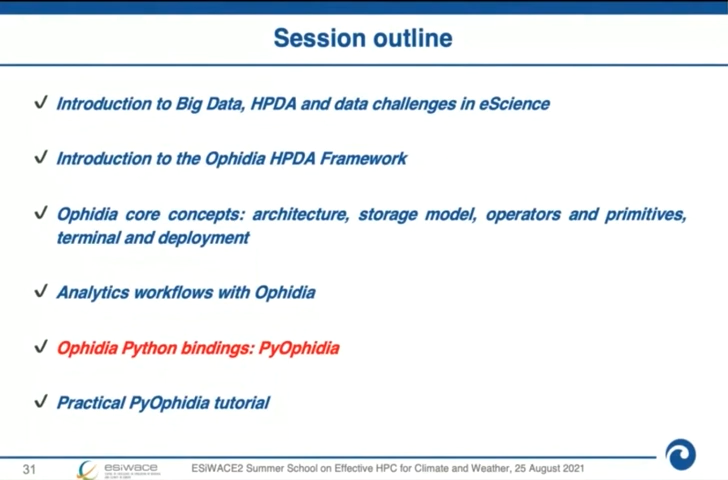 Session outline
✓ Introduction to Big Data, HPDA and data challenges in eScience
✓ Introduction to the Ophidia HPDA Framework
✓ Ophidia core concepts: architecture, storage model, operators and primitives,
terminal and deployment
✓ Analytics workflows with Ophidia
✓ Ophidia Python bindings: PyOphidia
✓ Practical PyOphidia tutorial
31
esiwace
ESiWACE2 Summer School on Effective HPC for Climate and Weather, 25 August 2021